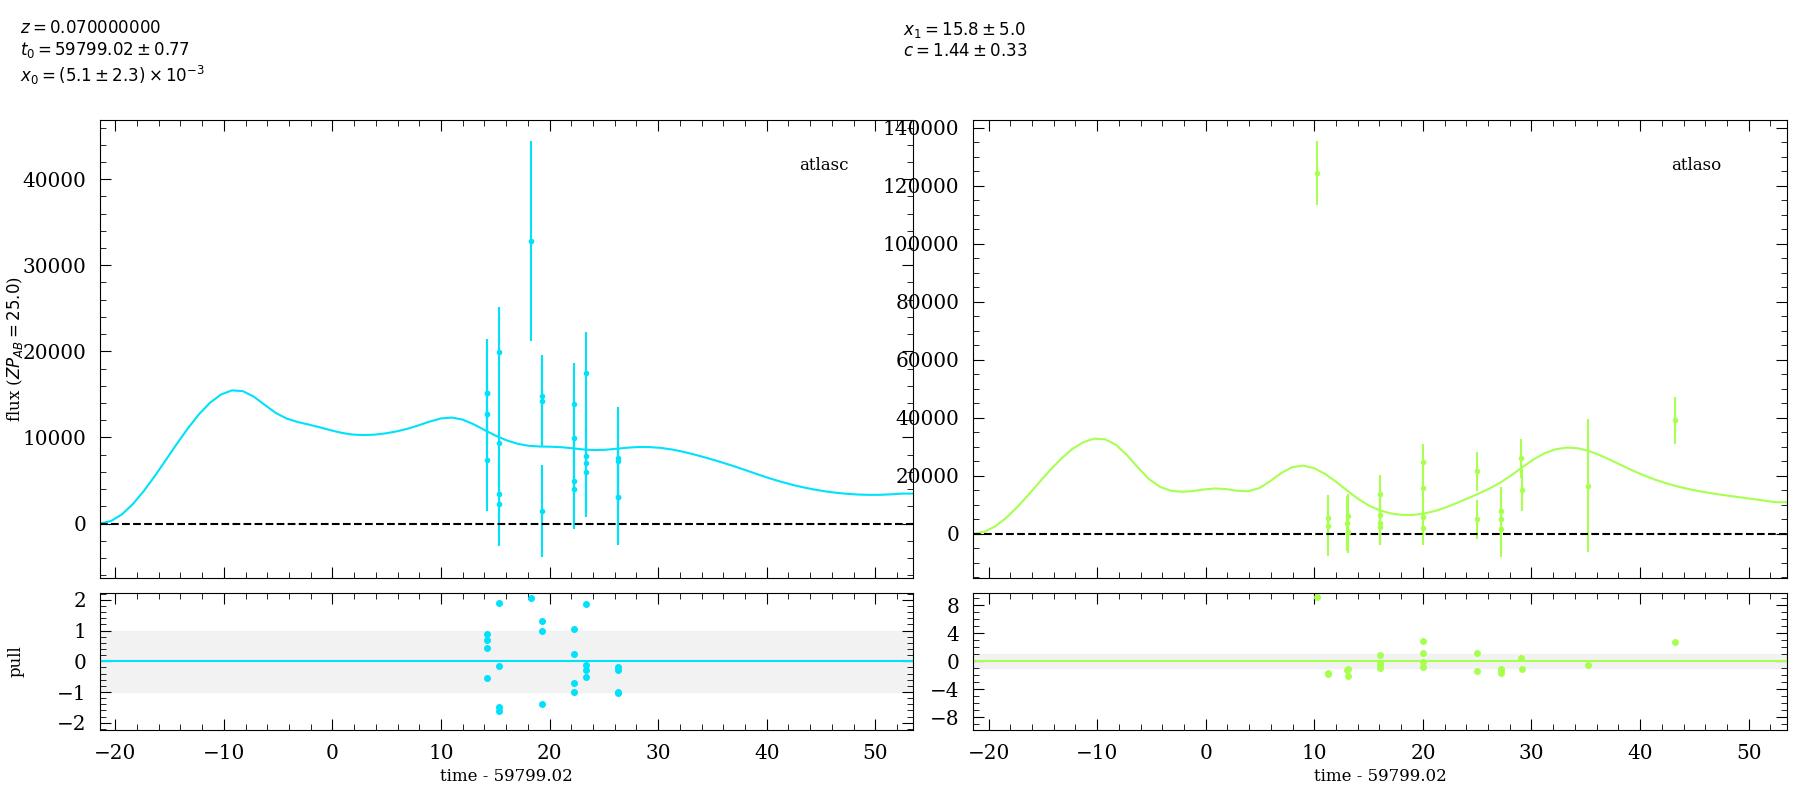 z = 0.070000000
t₀ = 59799.02 ± 0.77
x₀ = (5.1 ± 2.3) × 10⁻³
x₁ = 15.8 ± 5.0
c = 1.44 ± 0.33
flux (ZP_AB = 25.0)
40000
30000
20000
10000
0
atlasc
140000
120000
100000
80000
60000
40000
20000
0
atlaso
pull
2
1
0
−1
−2
8
4
0
−4
−8
−20 −10 0 10 20 30 40 50
time - 59799.02
−20 −10 0 10 20 30 40 50
time - 59799.02